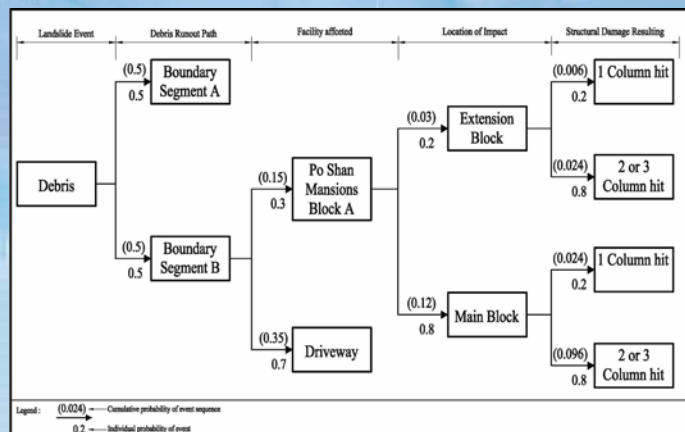 Landslide Event
Debris Runout Path
Facility affceted
Location of Impact
Structural Damage Resulting
Debris
(0.5)
0.5
Boundary
Segment A
(0.5)
0.5
Boundary
Segment B
(0.15)
0.3
Po Shan
Mansions
Block A
(0.35)
0.7
Driveway
(0.03)
0.2
Extension
Block
(0.12)
0.8
Main Block
(0.006)
0.2
1 Column hit
(0.024)
0.8
2 or 3
Column hit
(0.024)
0.2
1 Column hit
(0.096)
0.8
2 or 3
Column hit
Legend :
(0.024)
Cumulative probability of event sequence
0.2
Individual probability of event